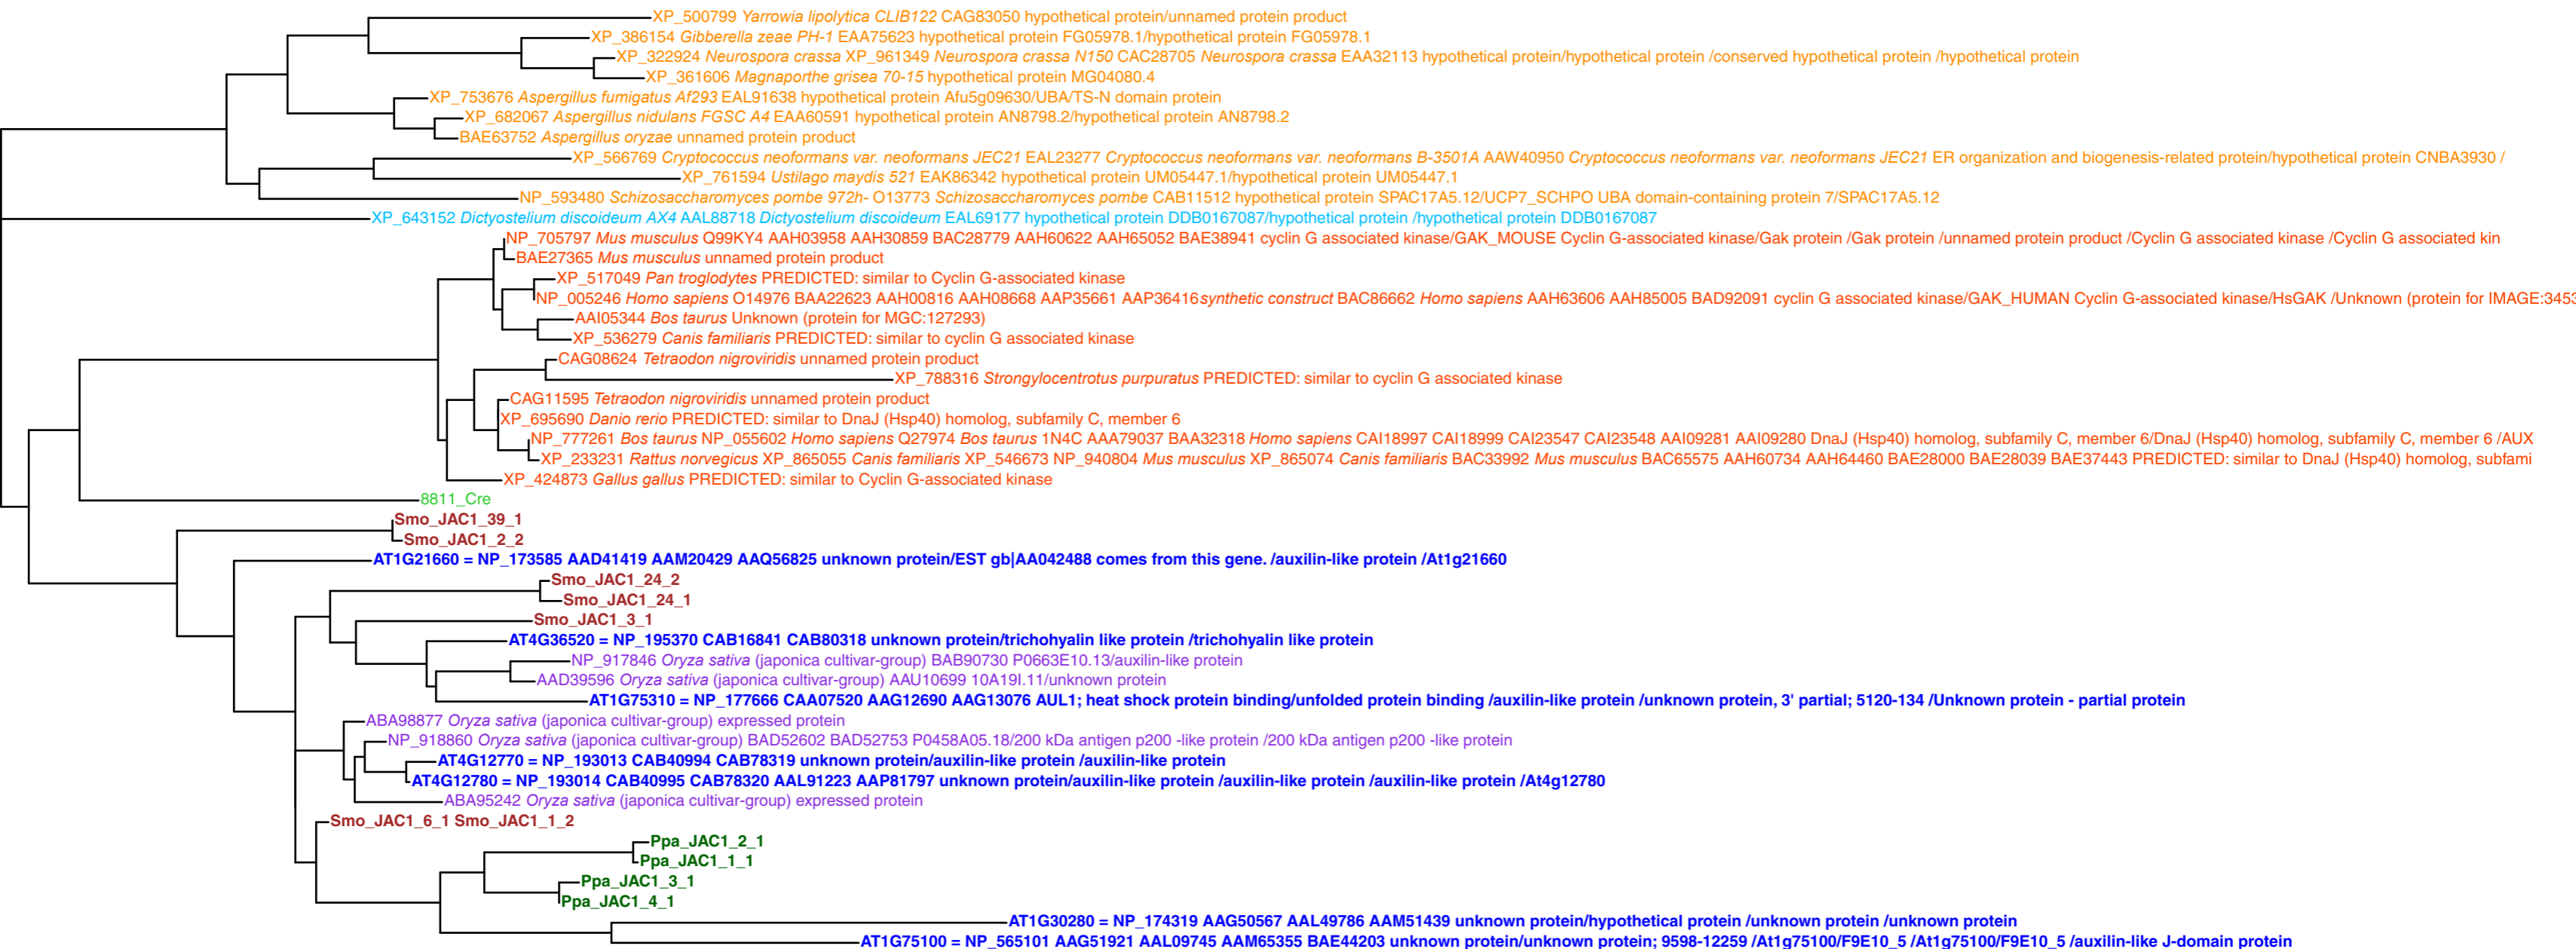 XP_500799 Yarrowia lipolytica CLIB122 CAG83050 hypothetical protein/unnamed protein product
XP_386154 Gibberella zeae PH-1 EAA75623 hypothetical protein FG05978.1/hypothetical protein FG05978.1
XP_322924 Neurospora crassa XP_961349 Neurospora crassa N150 CAC28705 Neurospora crassa EAA32113 hypothetical protein/hypothetical protein /conserved hypothetical protein /hypothetical protein
XP_361606 Magnaporthe grisea 70-15 hypothetical protein MG04080.4
XP_753676 Aspergillus fumigatus Af293 EAL91638 hypothetical protein Afu5g09630/UBA/TS-N domain protein
XP_682067 Aspergillus nidulans FGSC A4 EAA60591 hypothetical protein AN8798.2/hypothetical protein AN8798.2
BAE63752 Aspergillus oryzae unnamed protein product
XP_566769 Cryptococcus neoformans var. neoformans JEC21 EAL23277 Cryptococcus neoformans var. neoformans B-3501A AAW40950 Cryptococcus neoformans var. neoformans JEC21 ER organization and biogenesis-related protein/hypothetical protein CNBA3930 /
XP_761594 Ustilago maydis 521 EAK86342 hypothetical protein UM05447.1/hypothetical protein UM05447.1
NP_593480 Schizosaccharomyces pombe 972h- O13773 Schizosaccharomyces pombe CAB11512 hypothetical protein SPAC17A5.12/UCP7_SCHPO UBA domain-containing protein 7/SPAC17A5.12
XP_643152 Dictyostelium discoideum AX4 AAL88718 Dictyostelium discoideum EAL69177 hypothetical protein DDB0167087/hypothetical protein /hypothetical protein DDB0167087
NP_705797 Mus musculus Q99KY4 AAH03958 AAH30859 BAC28779 AAH60622 AAH65052 BAE38941 cyclin G associated kinase/GAK_MOUSE Cyclin G-associated kinase/Gak protein /Gak protein /unnamed protein product /Cyclin G associated kinase /Cyclin G associated kin
BAE27365 Mus musculus unnamed protein product
XP_517049 Pan troglodytes PREDICTED: similar to Cyclin G-associated kinase
NP_005246 Homo sapiens O14976 BAA22623 AAH00816 AAH08668 AAP35661 AAP36416synthetic construct BAC86662 Homo sapiens AAH63606 AAH85005 BAD92091 cyclin G associated kinase/GAK_HUMAN Cyclin G-associated kinase/HsGAK /Unknown (protein for IMAGE:3453
AAI05344 Bos taurus Unknown (protein for MGC:127293)
XP_536279 Canis familiaris PREDICTED: similar to cyclin G associated kinase
CAG08624 Tetraodon nigroviridis unnamed protein product
XP_788316 Strongylocentrotus purpuratus PREDICTED: similar to cyclin G associated kinase
CAG11595 Tetraodon nigroviridis unnamed protein product
XP_695690 Danio rerio PREDICTED: similar to DnaJ (Hsp40) homolog, subfamily C, member 6
NP_777261 Bos taurus NP_055602 Homo sapiens Q27974 Bos taurus 1N4C AAA79037 BAA32318 Homo sapiens CAI18997 CAI18999 CAI23547 CAI23548 AAI09281 AAI09280 DnaJ (Hsp40) homolog, subfamily C, member 6/DnaJ (Hsp40) homolog, subfamily C, member 6 /AUX
XP_233231 Rattus norvegicus XP_865055 Canis familiaris XP_546673 NP_940804 Mus musculus XP_865074 Canis familiaris BAC33992 Mus musculus BAC65575 AAH60734 AAH64460 BAE28000 BAE28039 BAE37443 PREDICTED: similar to DnaJ (Hsp40) homolog, subfami
XP_424873 Gallus gallus PREDICTED: similar to Cyclin G-associated kinase
8811_Cre
Smo_JAC1_39_1
Smo_JAC1_2_2
AT1G21660 = NP_173585 AAD41419 AAM20429 AAQ56825 unknown protein/EST gb|AA042488 comes from this gene. /auxilin-like protein /At1g21660
Smo_JAC1_24_2
Smo_JAC1_24_1
Smo_JAC1_3_1
AT4G36520 = NP_195370 CAB16841 CAB80318 unknown protein/trichohyalin like protein /trichohyalin like protein
NP_917846 Oryza sativa (japonica cultivar-group) BAB90730 P0663E10.13/auxilin-like protein
AAD39596 Oryza sativa (japonica cultivar-group) AAU10699 10A19I.11/unknown protein
AT1G75310 = NP_177666 CAA07520 AAG12690 AAG13076 AUL1; heat shock protein binding/unfolded protein binding /auxilin-like protein /unknown protein, 3' partial; 5120-134 /Unknown protein - partial protein
ABA98877 Oryza sativa (japonica cultivar-group) expressed protein
NP_918860 Oryza sativa (japonica cultivar-group) BAD52602 BAD52753 P0458A05.18/200 kDa antigen p200 -like protein /200 kDa antigen p200 -like protein
AT4G12770 = NP_193013 CAB40994 CAB78319 unknown protein/auxilin-like protein /auxilin-like protein
AT4G12780 = NP_193014 CAB40995 CAB78320 AAL91223 AAP81797 unknown protein/auxilin-like protein /auxilin-like protein /auxilin-like protein /At4g12780
ABA95242 Oryza sativa (japonica cultivar-group) expressed protein
Smo_JAC1_6_1 Smo_JAC1_1_2
Ppa_JAC1_2_1
Ppa_JAC1_1_1
Ppa_JAC1_3_1
Ppa_JAC1_4_1
AT1G30280 = NP_174319 AAG50567 AAL49786 AAM51439 unknown protein/hypothetical protein /unknown protein /unknown protein
AT1G75100 = NP_565101 AAG51921 AAL09745 AAM65355 BAE44203 unknown protein/unknown protein; 9598-12259 /At1g75100/F9E10_5 /At1g75100/F9E10_5 /auxilin-like J-domain protein